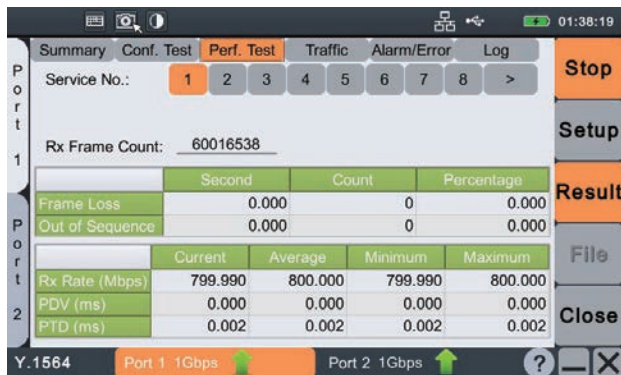 01:38:19
Port 1
Port 2
Summary Conf. Test Perf. Test Traffic Alarm/Error Log
Service No.: 1 2 3 4 5 6 7 8 >
Rx Frame Count: 60016538
Second Count Percentage
Frame Loss 0.000 0 0.000
Out of Sequence 0.000 0 0.000
Current Average Minimum Maximum
Rx Rate (Mbps) 799.990 800.000 799.990 800.000
PDV (ms) 0.000 0.000 0.000 0.000
PTD (ms) 0.002 0.002 0.002 0.002
Stop
Setup
Result
File
Close
Y.1564 Port 1 1Gbps Port 2 1Gbps ?